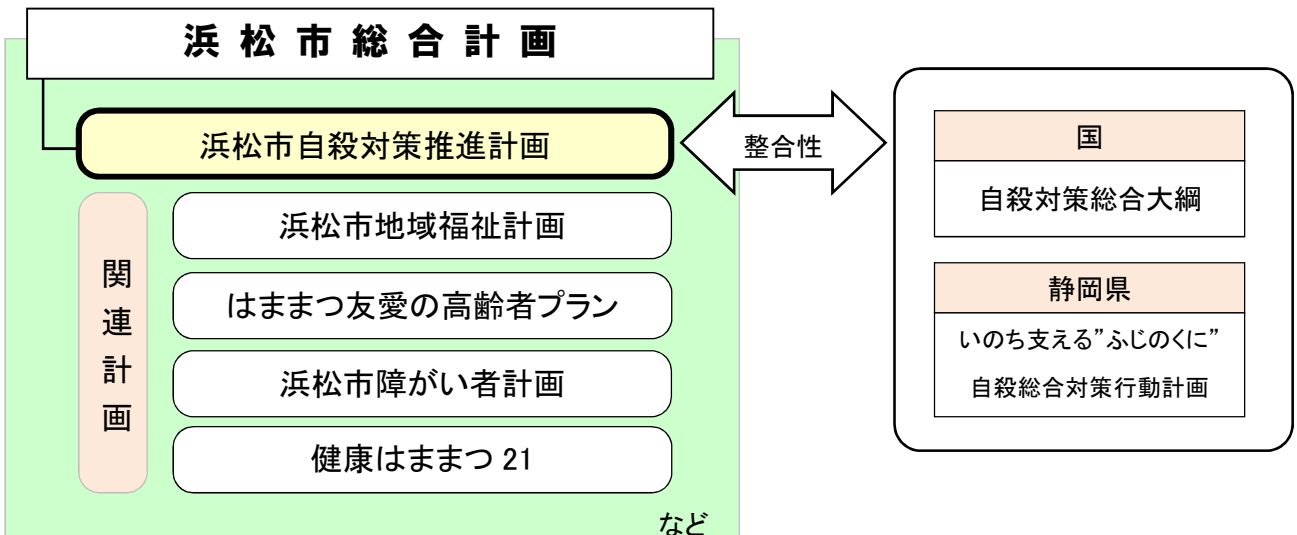 浜松市総合計画
浜松市自殺対策推進計画
整合性
関連計画
浜松市地域福祉計画
はままつ友愛の高齢者プラン
浜松市障がい者計画
健康はままつ 21
など
国
自殺対策総合大綱
静岡県
いのち支える”ふじのくに”
自殺総合対策行動計画